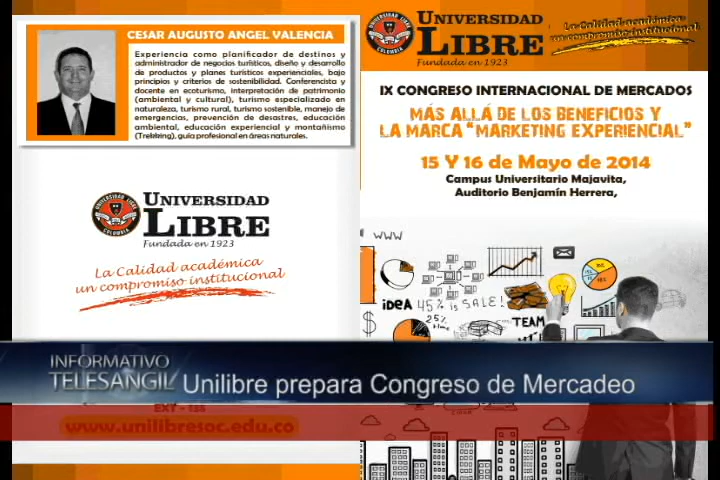 CESAR AUGUSTO ANGEL VALENCIA
Experiencia como planificador de destinos y
administrador de negocios turísticos, diseño y desarrollo
de productos y planes turísticos experienciales, bajo
principios y criterios de sostenibilidad. Conferencista y
docente en ecoturismo, interpretación de patrimonio
(ambiental y cultural), turismo especializado en
naturaleza, turismo rural, turismo sostenible, manejo de
emergencias, prevención de desastres, educación
ambiental, educación experiencial y montañismo
(Trekking), guía profesional en áreas naturales.
UNIVERSIDAD
LIBRE
Fundada en 1923
La Calidad académica
un compromiso institucional
EXT - 135
www.unilibresoc.edu.co
UNIVERSIDAD
LIBRE
Fundada en 1923
La Calidad académica
un compromiso institucional
IX CONGRESO INTERNACIONAL DE MERCADOS
MÁS ALLÁ DE LOS BENEFICIOS Y
LA MARCA "MARKETING EXPERIENCIAL"
15 Y 16 de Mayo de 2014
Campus Universitario Majavita,
Auditorio Benjamín Herrera,
WWW
iDEA
45% is SALE!
25%
TEAM
$
INFORMATIVO
TELESANGIL
Unilibre prepara Congreso de Mercadeo